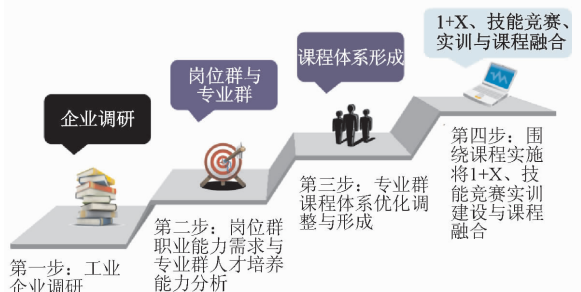 企业调研
岗位群与
专业群
课程体系形成
1+X、技能竞赛、
实训与课程融合
第一步：工业
企业调研
第二步：岗位群
职业能力需求与
专业群人才培养
能力分析
第三步：专业群
课程体系优化调
整与形成
第四步：围
绕课程实施
将1+X、技
能竞赛实训
建设与课程
融合